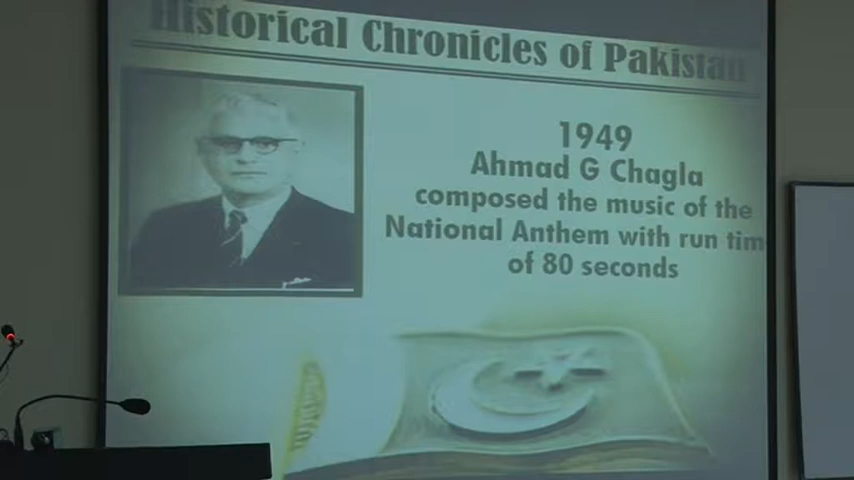 Historical Chronicles of Pakistan
1949
Ahmad G Chagla
composed the music of the
National Anthem with run tim
of 80 seconds